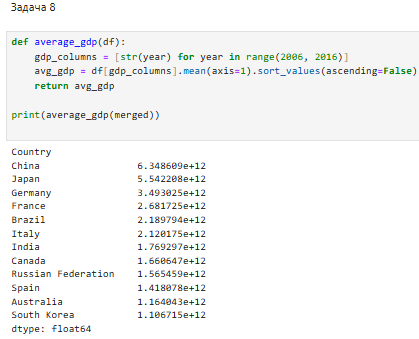 Задача 8
def average_gdp(df):
    gdp_columns = [str(year) for year in range(2006, 2016)]
    avg_gdp = df[gdp_columns].mean(axis=1).sort_values(ascending=False)
    return avg_gdp
print(average_gdp(merged))
Country
China                 6.348609e+12
Japan                 5.542208e+12
Germany               3.493025e+12
France                2.681725e+12
Brazil                2.189794e+12
Italy                 2.120175e+12
India                 1.769297e+12
Canada                1.660647e+12
Russian Federation    1.565459e+12
Spain                 1.418078e+12
Australia             1.164043e+12
South Korea           1.106715e+12
dtype: float64